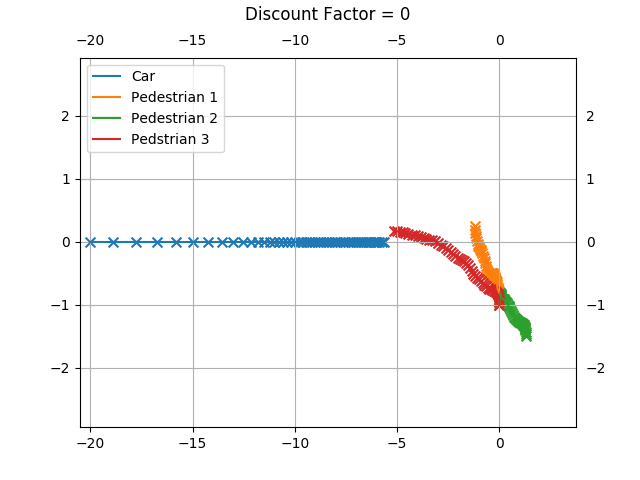 Discount Factor = 0
−20 −15 −10 −5 0
Car
Pedestrian 1
Pedestrian 2
Pedstrian 3
2 2
1 1
0 0
−1 −1
−2 −2
−20 −15 −10 −5 0